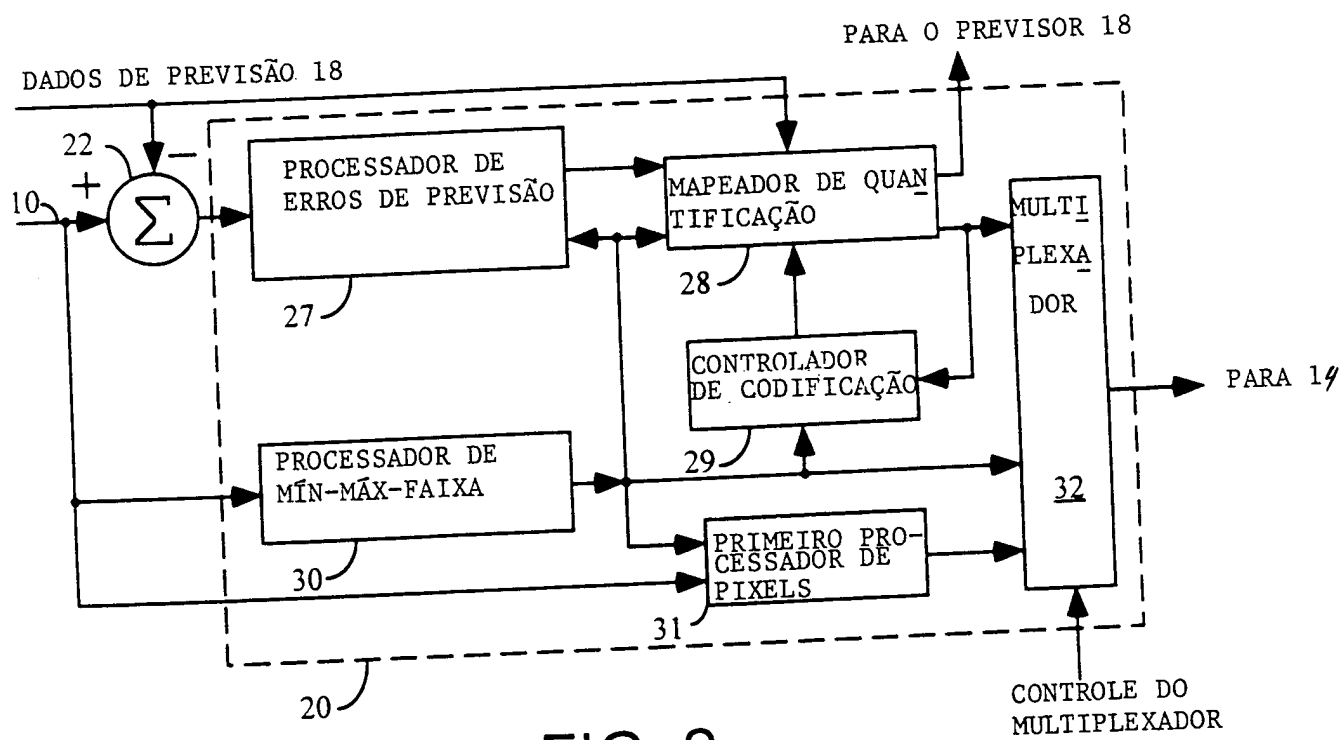 PARA O PREVISOR 18
DADOS DE PREVISÃO 18
22
+
−
10
Σ
PROCESSADOR DE
ERROS DE PREVISÃO
27
MAPEADOR DE QUAN
TIFICAÇÃO
28
MULTI
PLEXA
DOR
32
CONTROLADOR
DE CODIFICAÇÃO
29
PARA 14
PROCESSADOR DE
MÍN-MÁX-FAIXA
30
PRIMEIRO PRO-
CESSADOR DE
PIXELS
31
20
CONTROLE DO
MULTIPLEXADOR